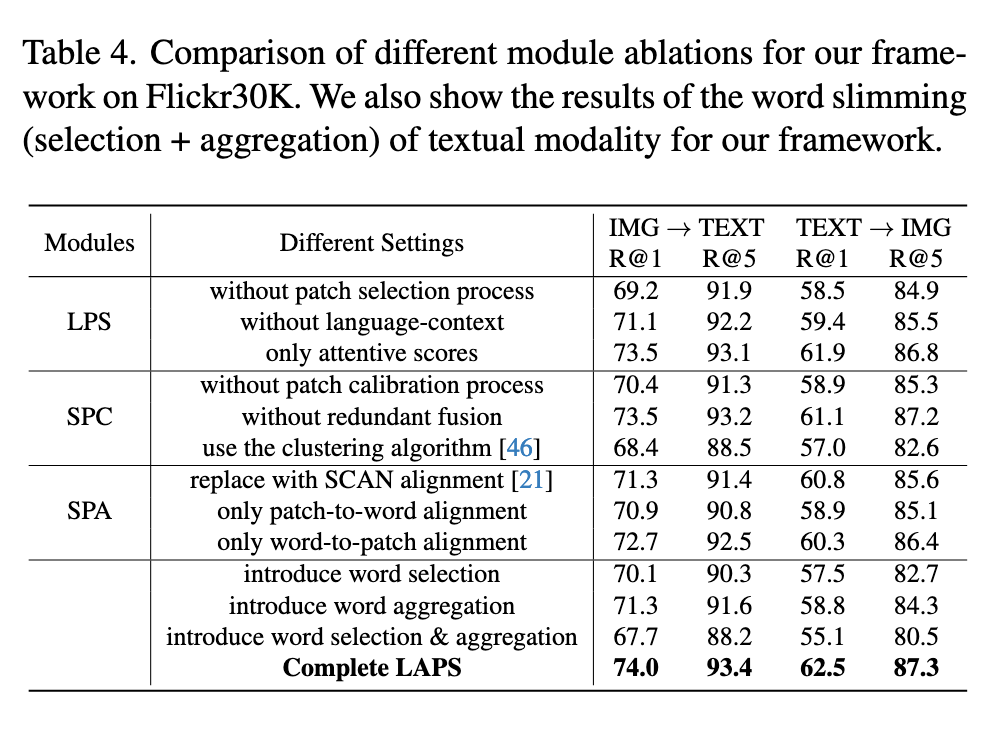 Table 4. Comparison of different module ablations for our frame-
work on Flickr30K. We also show the results of the word slimming
(selection + aggregation) of textual modality for our framework.
Modules Different Settings IMG → TEXT TEXT → IMG
R@1 R@5 R@1 R@5
LPS
without patch selection process 69.2 91.9 58.5 84.9
without language-context 71.1 92.2 59.4 85.5
only attentive scores 73.5 93.1 61.9 86.8
SPC
without patch calibration process 70.4 91.3 58.9 85.3
without redundant fusion 73.5 93.2 61.1 87.2
use the clustering algorithm [46] 68.4 88.5 57.0 82.6
SPA
replace with SCAN alignment [21] 71.3 91.4 60.8 85.6
only patch-to-word alignment 70.9 90.8 58.9 85.1
only word-to-patch alignment 72.7 92.5 60.3 86.4
introduce word selection 70.1 90.3 57.5 82.7
introduce word aggregation 71.3 91.6 58.8 84.3
introduce word selection & aggregation 67.7 88.2 55.1 80.5
Complete LAPS 74.0 93.4 62.5 87.3